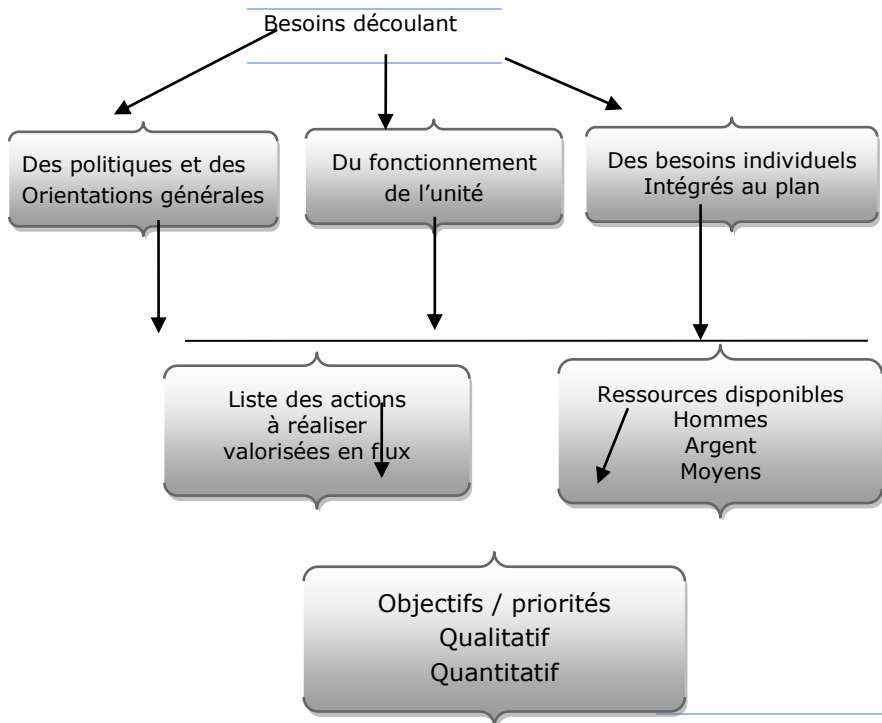 Besoins découlant
Des politiques et des
Orientations générales
Du fonctionnement
de l’unité
Des besoins individuels
Intégrés au plan
Liste des actions
à réaliser
valorisées en flux
Ressources disponibles
Hommes
Argent
Moyens
Objectifs / priorités
Qualitatif
Quantitatif